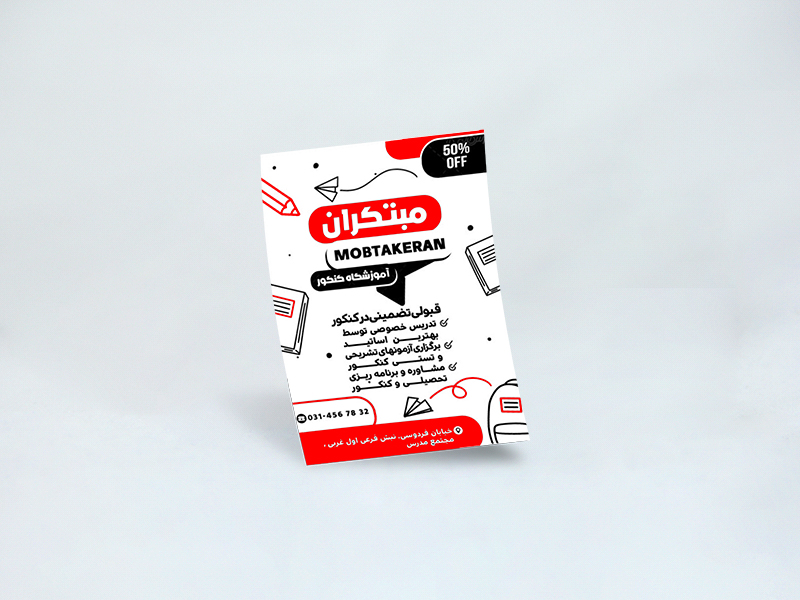 50%
OFF
مبتکران
MOBTAKERAN
آموزشگاه کنکور
قبولی تضمینی در کنکور
تدریس خصوصی توسط
بهترین اساتید
برگزاری آزمونهای تشریحی
و تستی کنکور
مشاوره و برنامه ریزی
تحصیلی و کنکور
031-456 78 32
خیابان فردوسی، نبش فرعی اول غربی ،
مجتمع مدرس